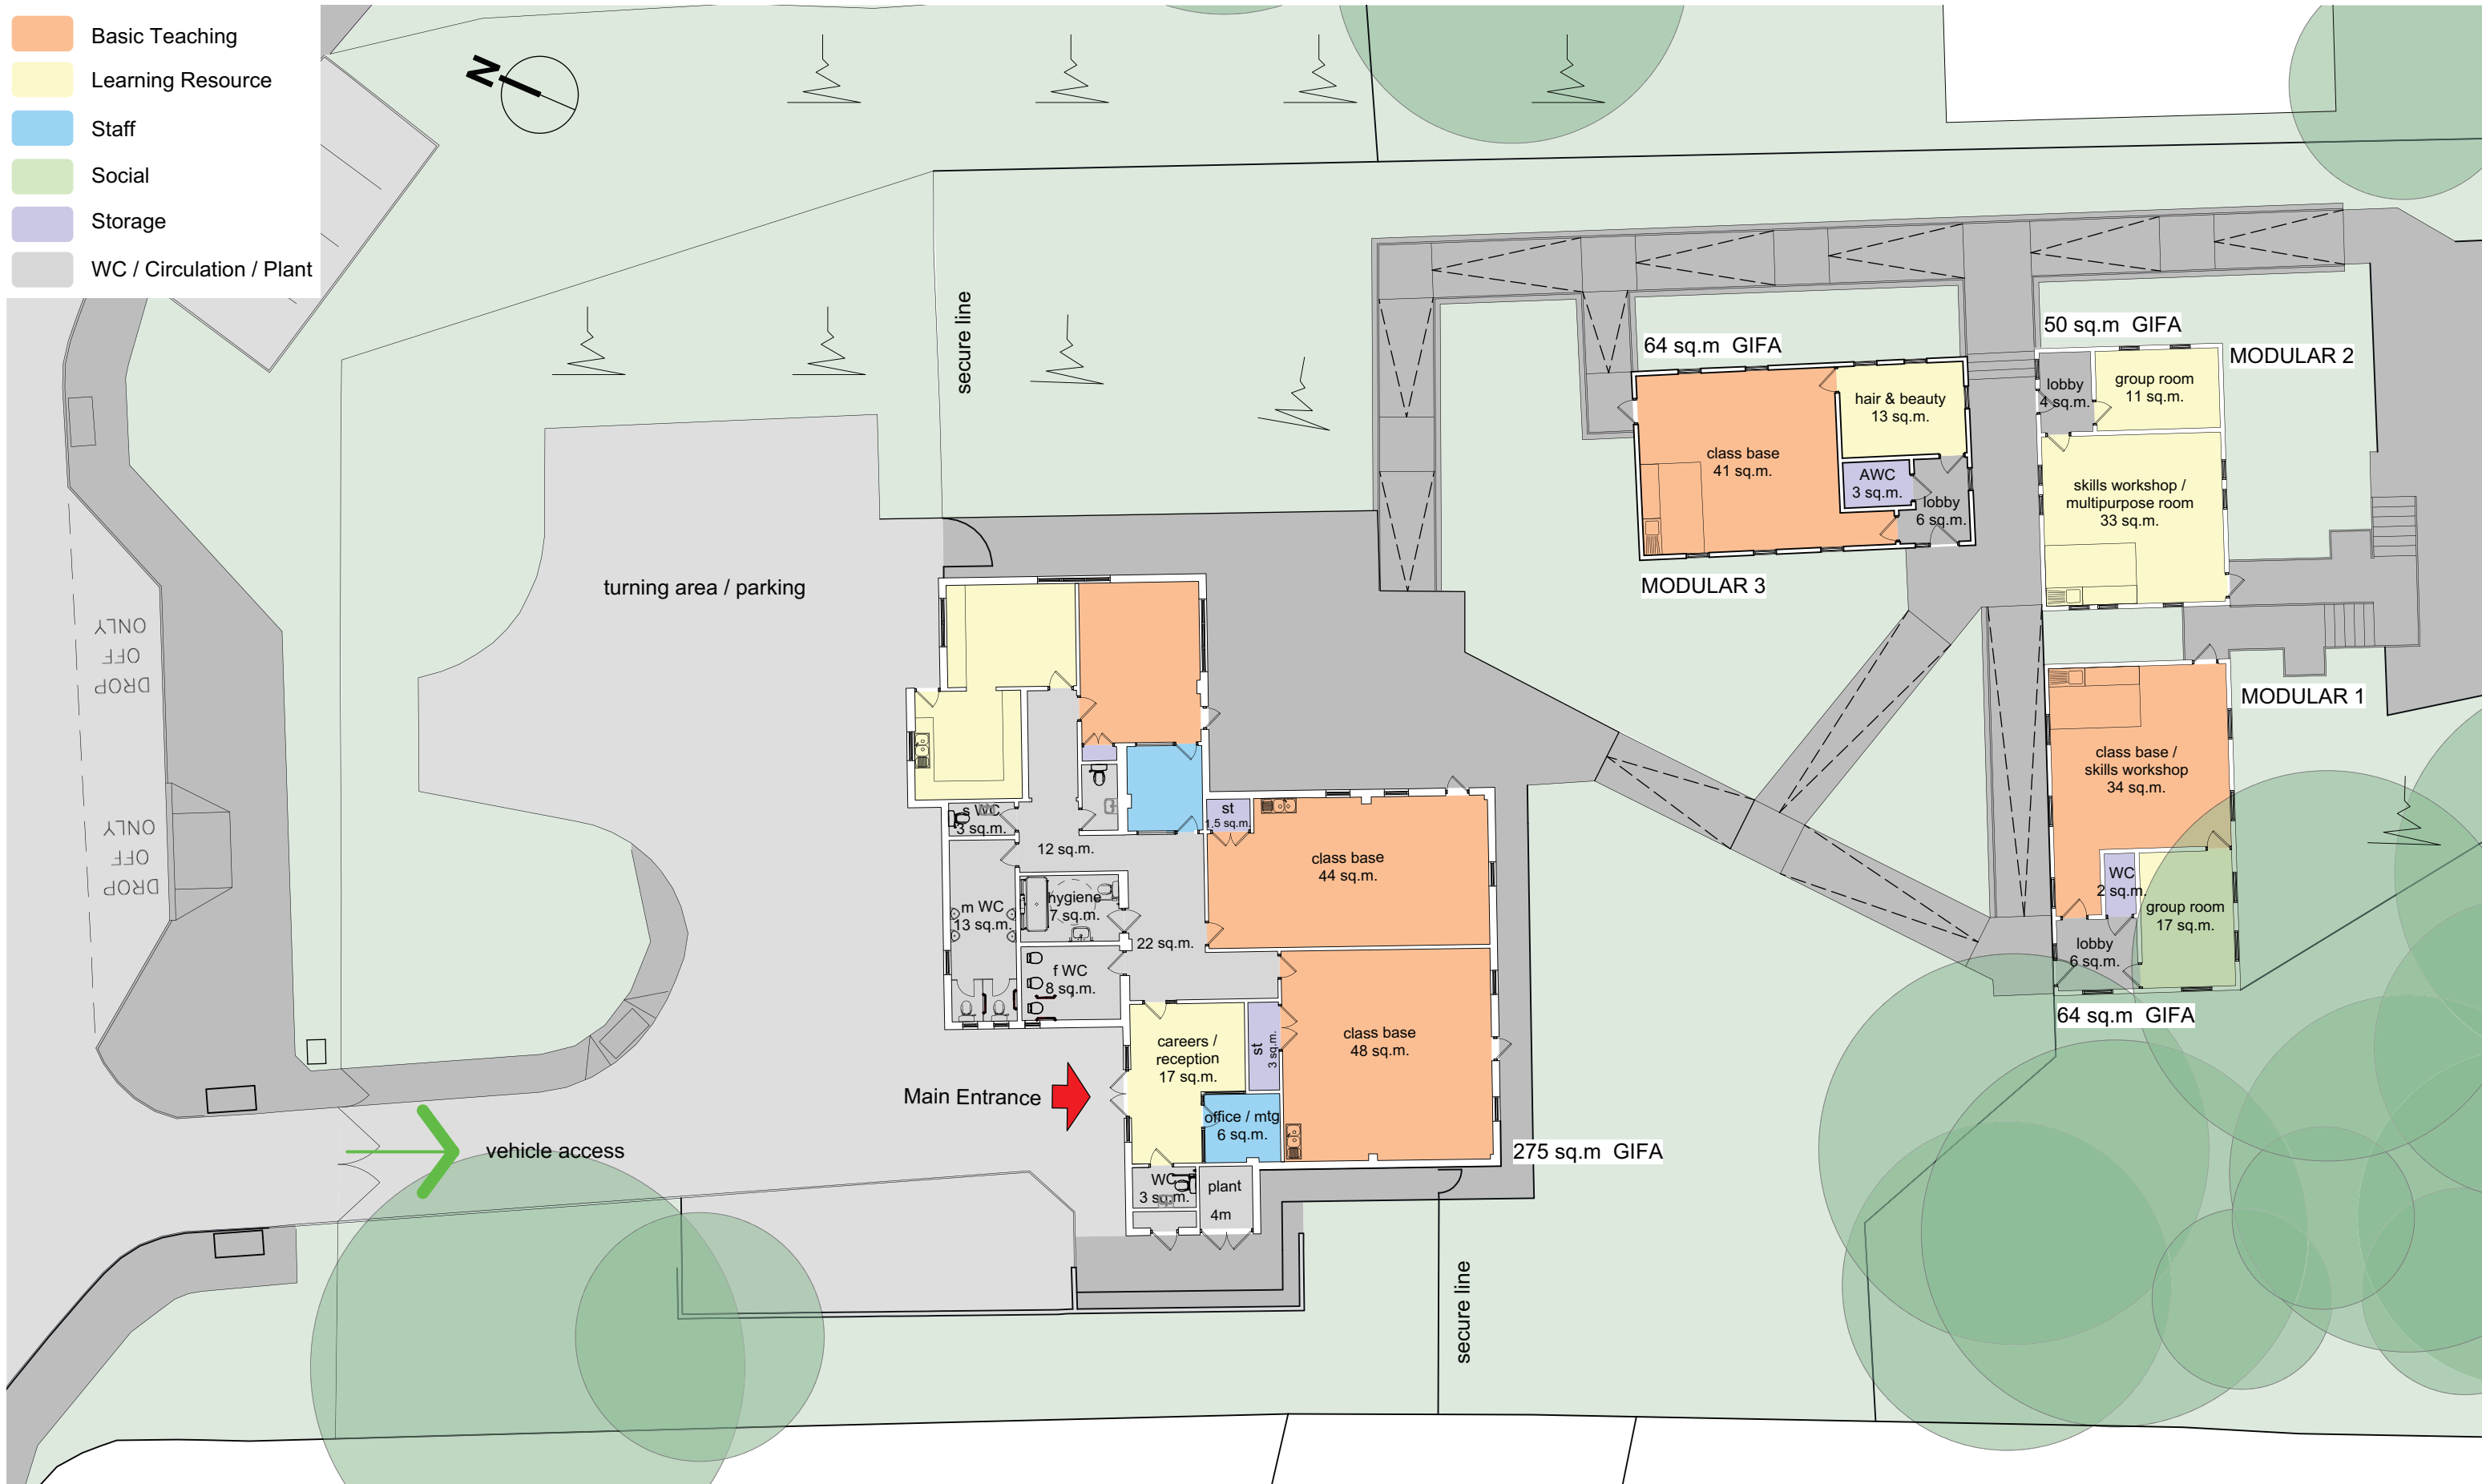 Basic Teaching
Learning Resource
Staff
Social
Storage
WC / Circulation / Plant
N
secure line
64 sq.m GIFA
50 sq.m GIFA
MODULAR 2
lobby
4 sq.m.
group room
11 sq.m.
hair & beauty
13 sq.m.
class base
41 sq.m.
AWC
3 sq.m.
lobby
6 sq.m.
skills workshop /
multipurpose room
33 sq.m.
MODULAR 3
turning area / parking
DROP
OFF
ONLY
MODULAR 1
class base /
skills workshop
34 sq.m.
WC
2 sq.m.
group room
17 sq.m.
lobby
6 sq.m.
64 sq.m GIFA
s WC
3 sq.m.
12 sq.m.
st
1.5 sq.m.
class base
44 sq.m.
DROP
OFF
ONLY
m WC
13 sq.m.
hygiene
7 sq.m.
22 sq.m.
f WC
8 sq.m.
careers /
reception
17 sq.m.
st
3 sq.m.
class base
48 sq.m.
Main Entrance
office / mtg
6 sq.m.
vehicle access
275 sq.m GIFA
WC
3 sq.m.
plant
4m
secure line